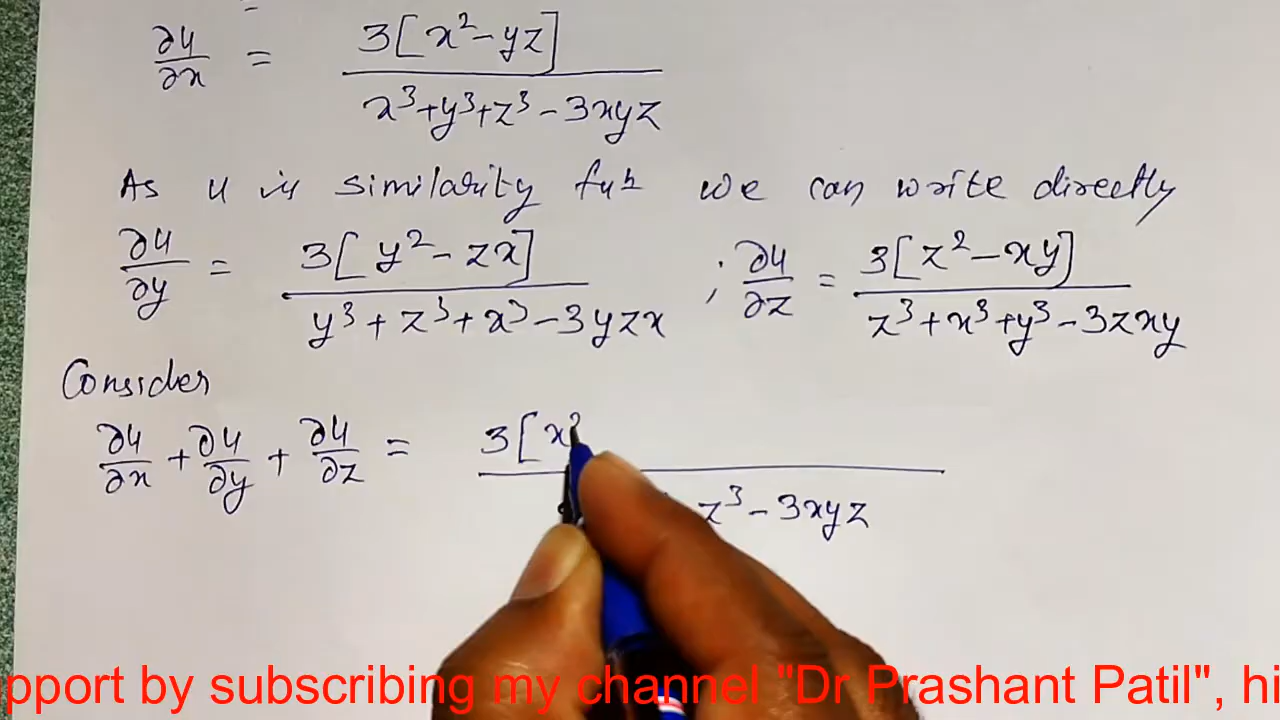 ∂u/∂x = 3[x²-yz] / x³+y³+z³-3xyz
As u is similarity fun we can write directly
∂u/∂y = 3[y²-zx] / y³+z³+x³-3yzx ; ∂u/∂z = 3[z²-xy] / z³+x³+y³-3zxy
Consider
∂u/∂x + ∂u/∂y + ∂u/∂z = 3[x² / z³-3xyz
pport by subscribing my channel "Dr Prashant Patil", hi